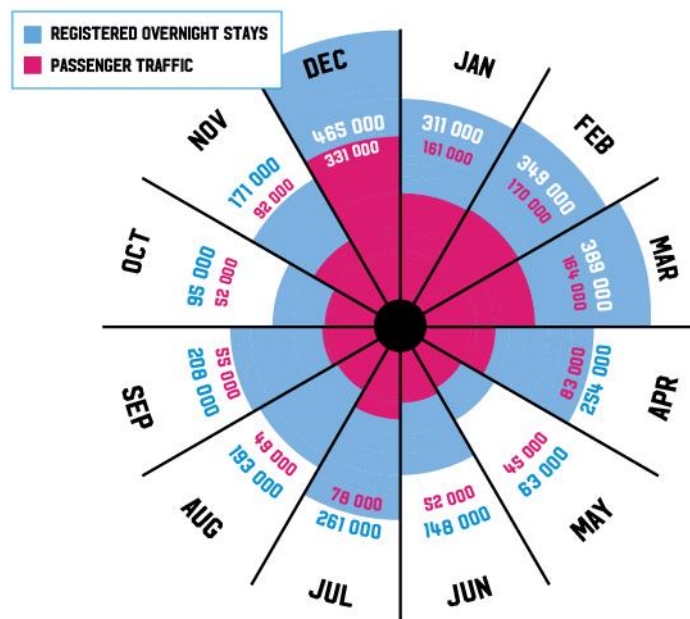 REGISTERED OVERNIGHT STAYS
PASSENGER TRAFFIC
JAN
311 000
161 000
FEB
349 000
170 000
MAR
389 000
164 000
APR
83 000
254 000
MAY
45 000
63 000
JUN
52 000
148 000
JUL
78 000
261 000
AUG
49 000
193 000
SEP
55 000
208 000
OCT
95 000
52 000
NOV
171 000
92 000
DEC
465 000
331 000